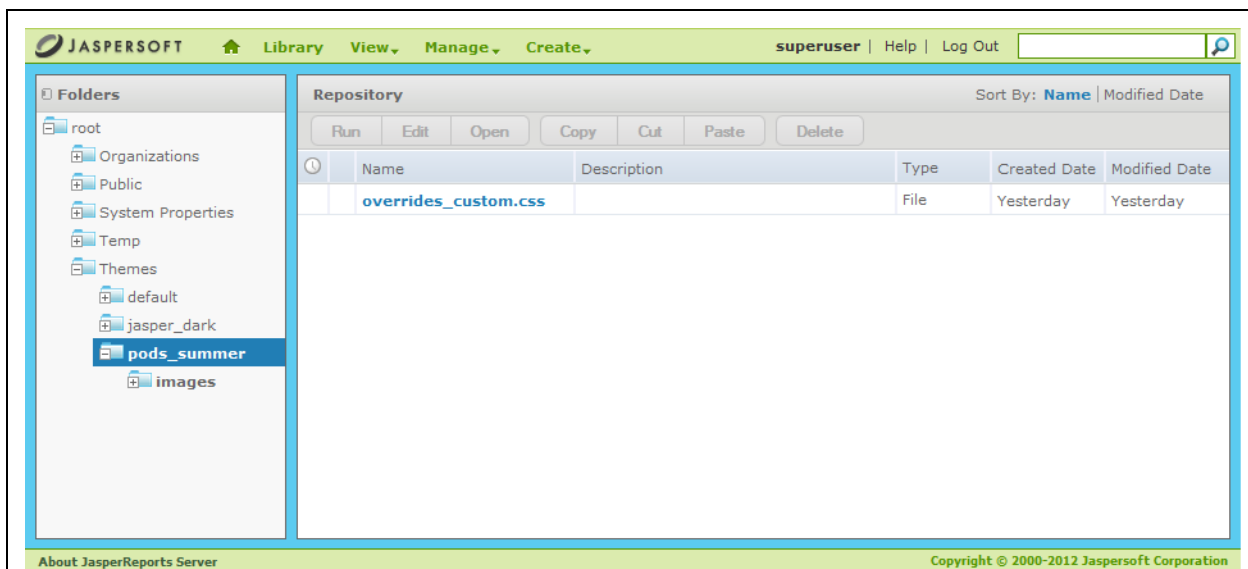 JASPERSOFT Library View Manage Create superuser | Help | Log Out
Folders
root
Organizations
Public
System Properties
Temp
Themes
default
jasper_dark
pods_summer
images
Repository Sort By: Name | Modified Date
Run Edit Open Copy Cut Paste Delete
Name Description Type Created Date Modified Date
overrides_custom.css File Yesterday Yesterday
About JasperReports Server Copyright © 2000-2012 Jaspersoft Corporation